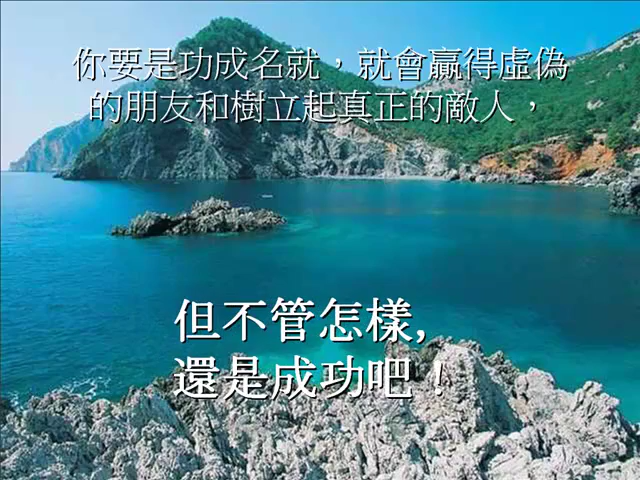 你要是功成名就，就會贏得虛偽
的朋友和樹立起真正的敵人，
但不管怎樣,
還是成功吧！